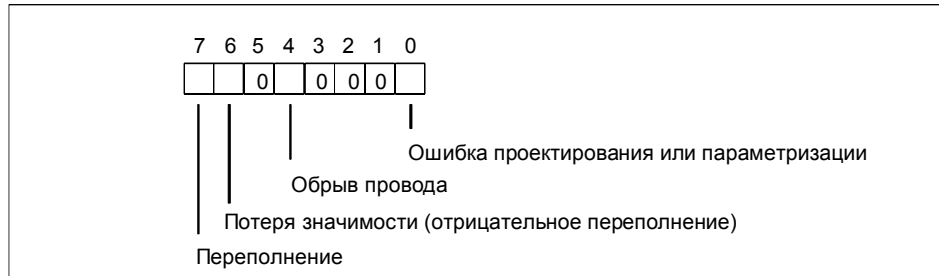 7 6 5 4 3 2 1 0
0 0 0 0
Ошибка проектирования или параметризации
Обрыв провода
Потеря значимости (отрицательное переполнение)
Переполнение